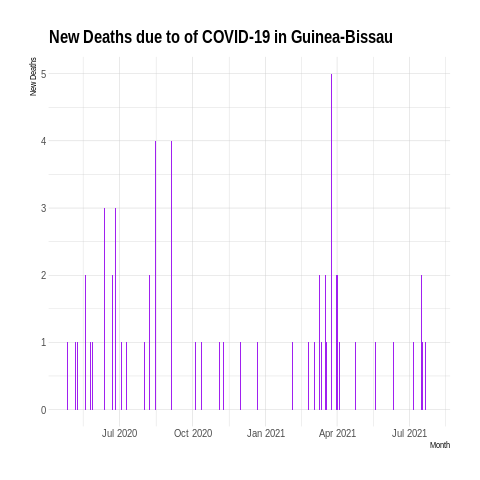 New Deaths due to of COVID-19 in Guinea-Bissau
New Deaths
5
4
3
2
1
0
Jul 2020 Oct 2020 Jan 2021 Apr 2021 Jul 2021
Month